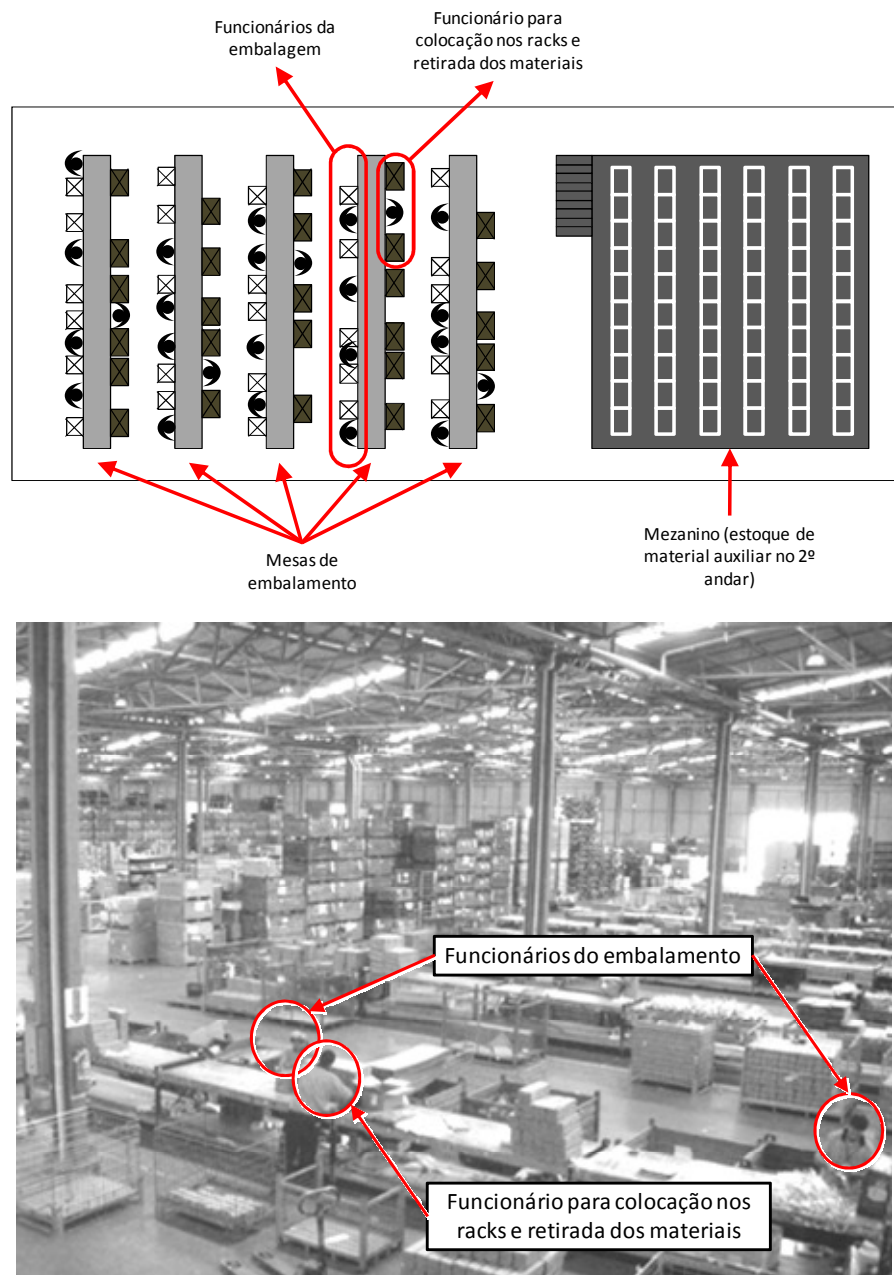 Funcionários da
embalagem
Funcionário para
colocação nos racks e
retirada dos materiais
Mesas de
embalamento
Mezanino (estoque de
material auxiliar no 2º
andar)
Funcionários do embalamento
Funcionário para colocação nos
racks e retirada dos materiais